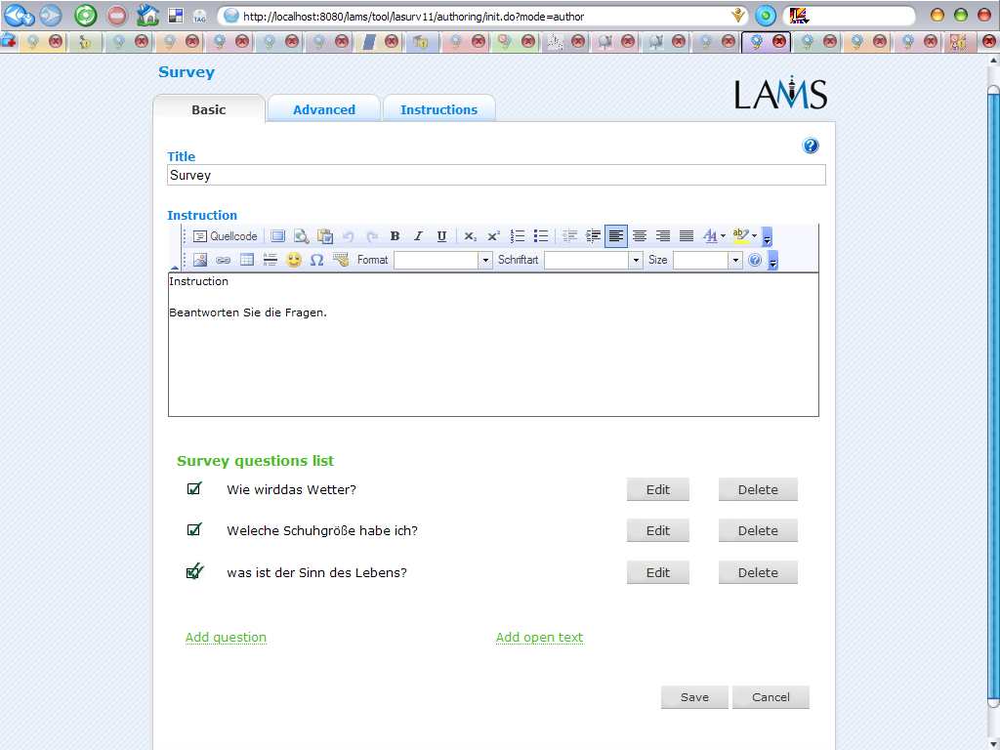 http://localhost:8080/lams/tool/lasurv11/authoring/init.do?mode=author
Survey
LAMS
Basic Advanced Instructions
Title
Survey
Instruction
Quellcode B I U
Format Schriftart Size
Instruction
Beantworten Sie die Fragen.
Survey questions list
Wie wirddas Wetter? Edit Delete
Weleche Schuhgröße habe ich? Edit Delete
was ist der Sinn des Lebens? Edit Delete
Add question Add open text
Save Cancel